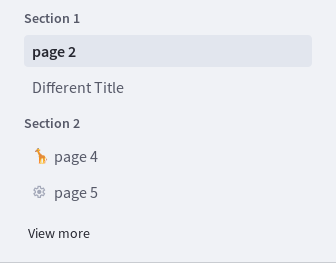 Section 1
page 2
Different Title
Section 2
page 4
page 5
View more